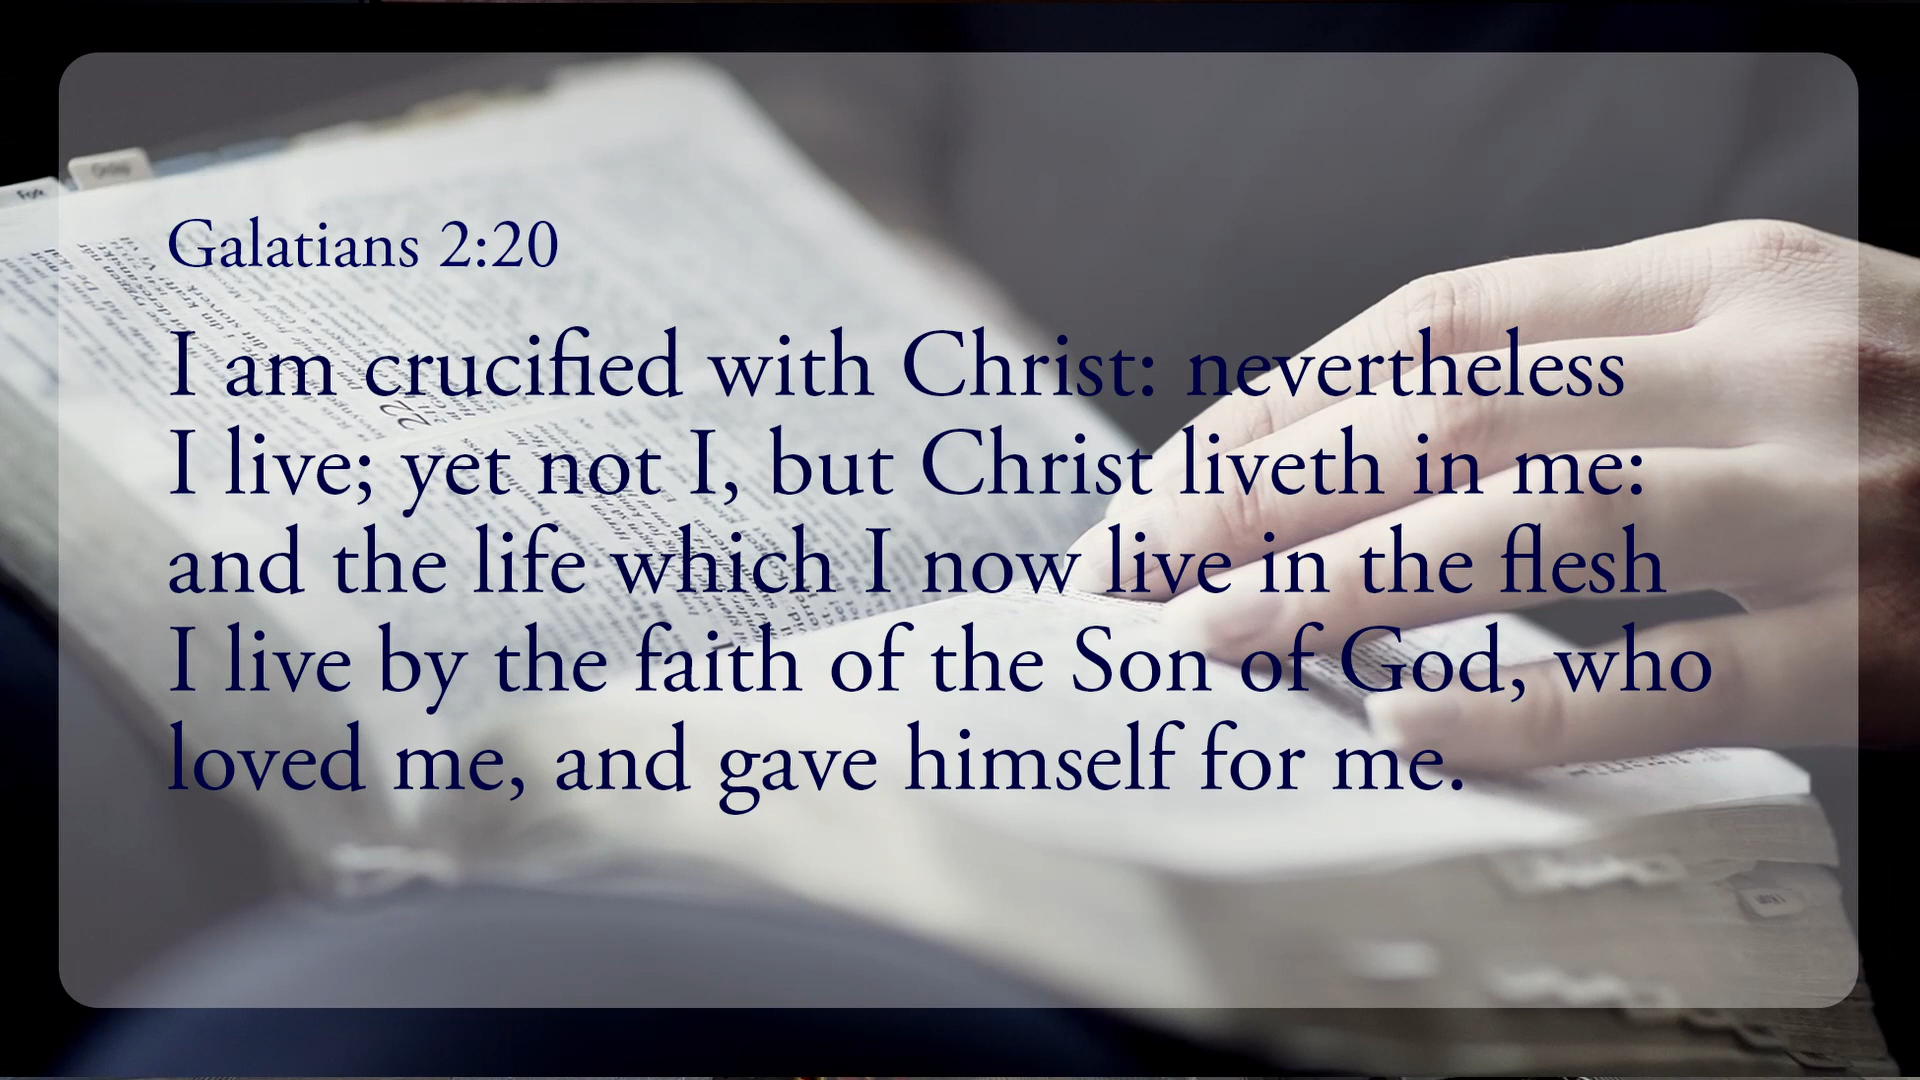 Galatians 2:20
I am crucified with Christ: nevertheless
I live; yet not I, but Christ liveth in me:
and the life which I now live in the flesh
I live by the faith of the Son of God, who
loved me, and gave himself for me.